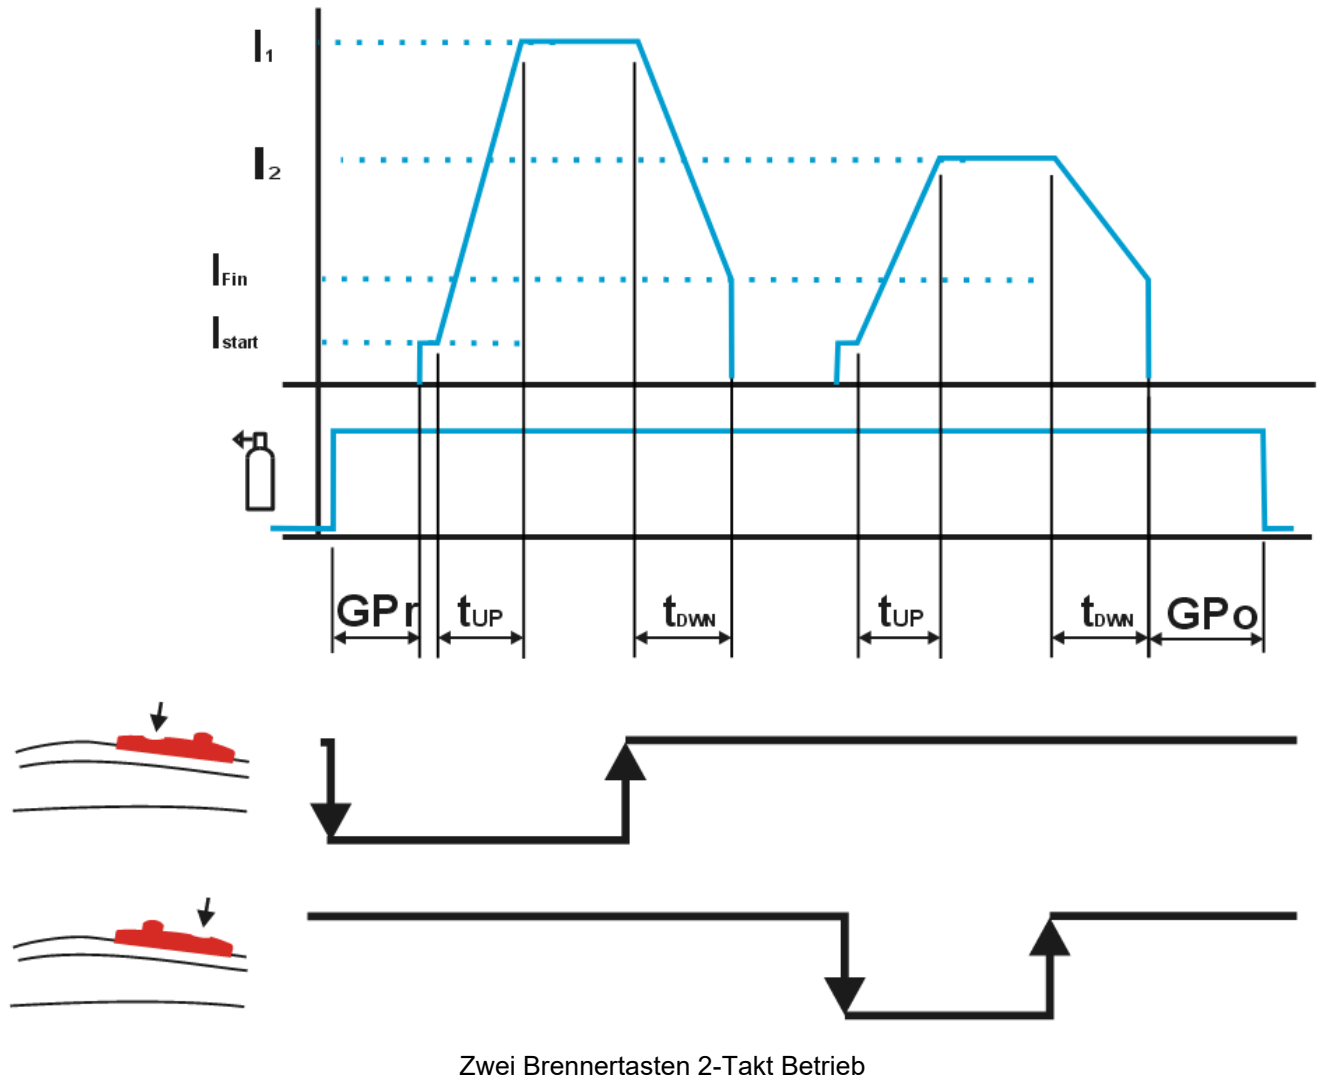 I1
I2
IFin
Istart
GPr tUP tDWN tUP tDWN GPo
Zwei Brennertasten 2-Takt Betrieb